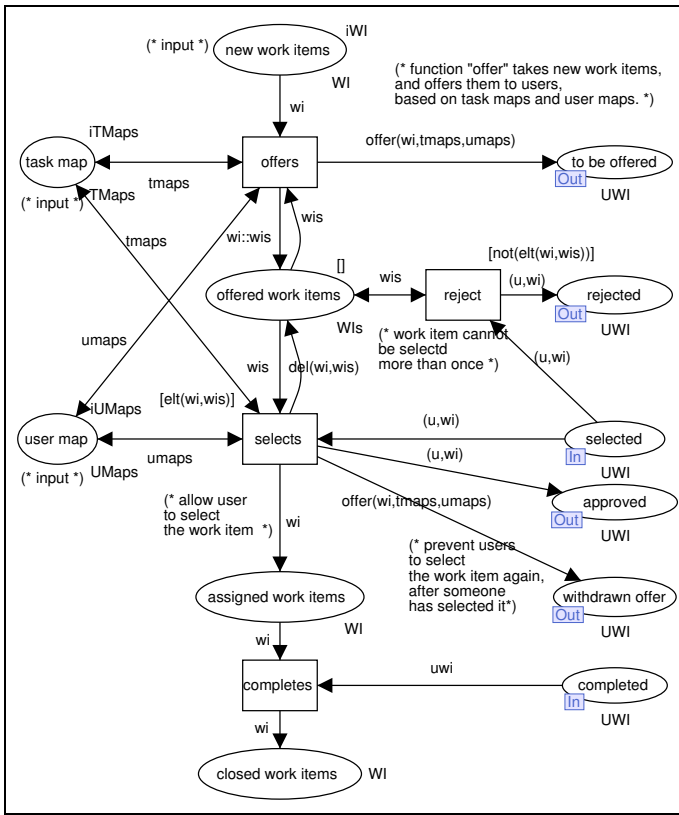 iWI
(* input *)
new work items
WI
(* function "offer" takes new work items,
and offers them to users,
based on task maps and user maps. *)
wi
iTMaps
offer(wi,tmaps,umaps)
task map
offers
to be offered
Out
TMaps
tmaps
UWI
(* input *)
wis
tmaps
wi::wis
[not(elt(wi,wis))]
[]
wis
(u,wi)
offered work items
reject
rejected
Out
WIs
UWI
umaps
(* work item cannot
be selectd
more than once *)
(u,wi)
wis
del(wi,wis)
iUMaps
[elt(wi,wis)]
(u,wi)
user map
selects
selected
In
umaps
(u,wi)
UMaps
UWI
(* input *)
(* allow user
to select
the work item *)
wi
offer(wi,tmaps,umaps)
approved
Out
UWI
(* prevent users
to select
the work item again,
after someone
has selected it*)
assigned work items
withdrawn offer
Out
WI
UWI
wi
uwi
completes
completed
In
UWI
wi
closed work items
WI